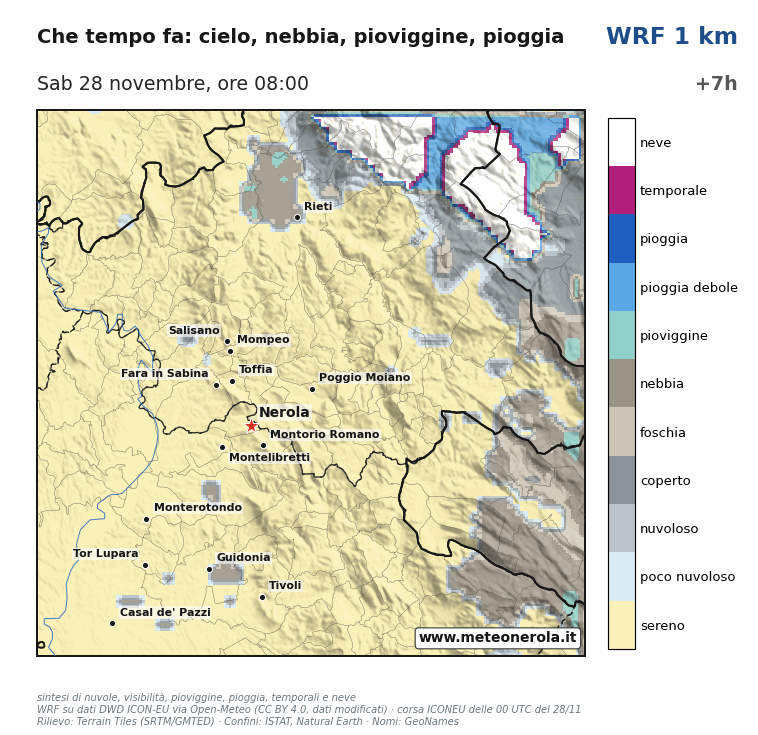 Che tempo fa: cielo, nebbia, pioviggine, pioggia
WRF 1 km
Sab 28 novembre, ore 08:00
+7h
neve
temporale
pioggia
pioggia debole
pioviggine
nebbia
foschia
coperto
nuvoloso
poco nuvoloso
sereno
Rieti
Salisano
Mompeo
Fara in Sabina
Toffia
Poggio Moiano
Nerola
Montorio Romano
Montelibretti
Monterotondo
Tor Lupara
Guidonia
Tivoli
Casal de' Pazzi
www.meteonerola.it
sintesi di nuvole, visibilità, pioviggine, pioggia, temporali e neve
WRF su dati DWD ICON-EU via Open-Meteo (CC BY 4.0, dati modificati) · corsa ICONEU delle 00 UTC del 28/11
Rilievo: Terrain Tiles (SRTM/GMTED) · Confini: ISTAT, Natural Earth · Nomi: GeoNames